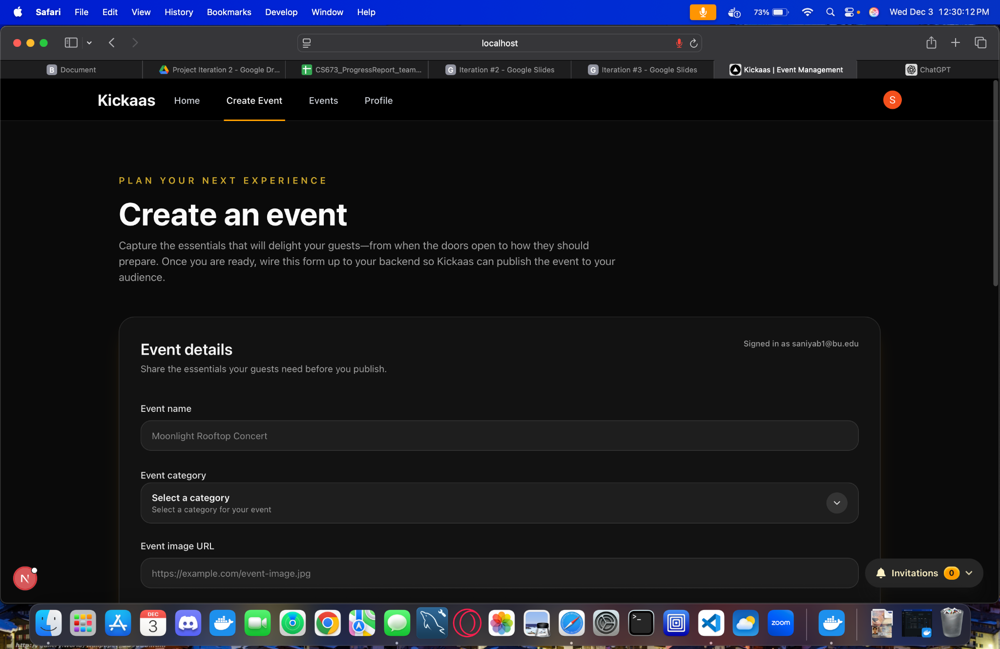 Safari File Edit View History Bookmarks Develop Window Help 73% Wed Dec 3 12:30:12 PM
localhost
B Document Project Iteration 2 - Google Dr... CS673_ProgressReport_team... G Iteration #2 - Google Slides G Iteration #3 - Google Slides Kickaas | Event Management ChatGPT
Kickaas Home Create Event Events Profile S
PLAN YOUR NEXT EXPERIENCE
Create an event
Capture the essentials that will delight your guests—from when the doors open to how they should
prepare. Once you are ready, wire this form up to your backend so Kickaas can publish the event to your
audience.
Event details
Signed in as saniyab1@bu.edu
Share the essentials your guests need before you publish.
Event name
Moonlight Rooftop Concert
Event category
Select a category
Select a category for your event
Event image URL
https://example.com/event-image.jpg
N
Invitations 0
DEC
3
zoom